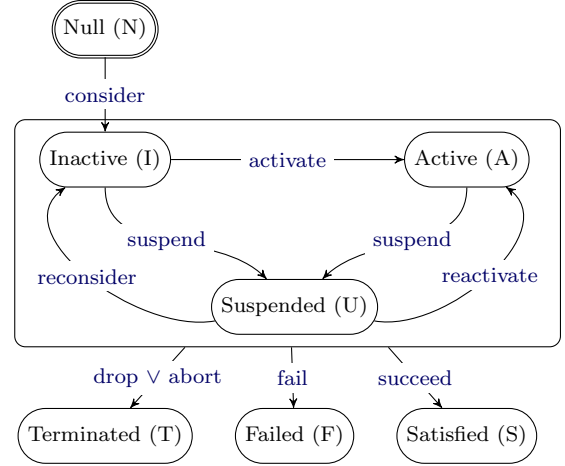 Null (N)
consider
Inactive (I)
activate
Active (A)
suspend
suspend
reconsider
reactivate
Suspended (U)
drop ∨ abort
fail
succeed
Terminated (T)
Failed (F)
Satisfied (S)